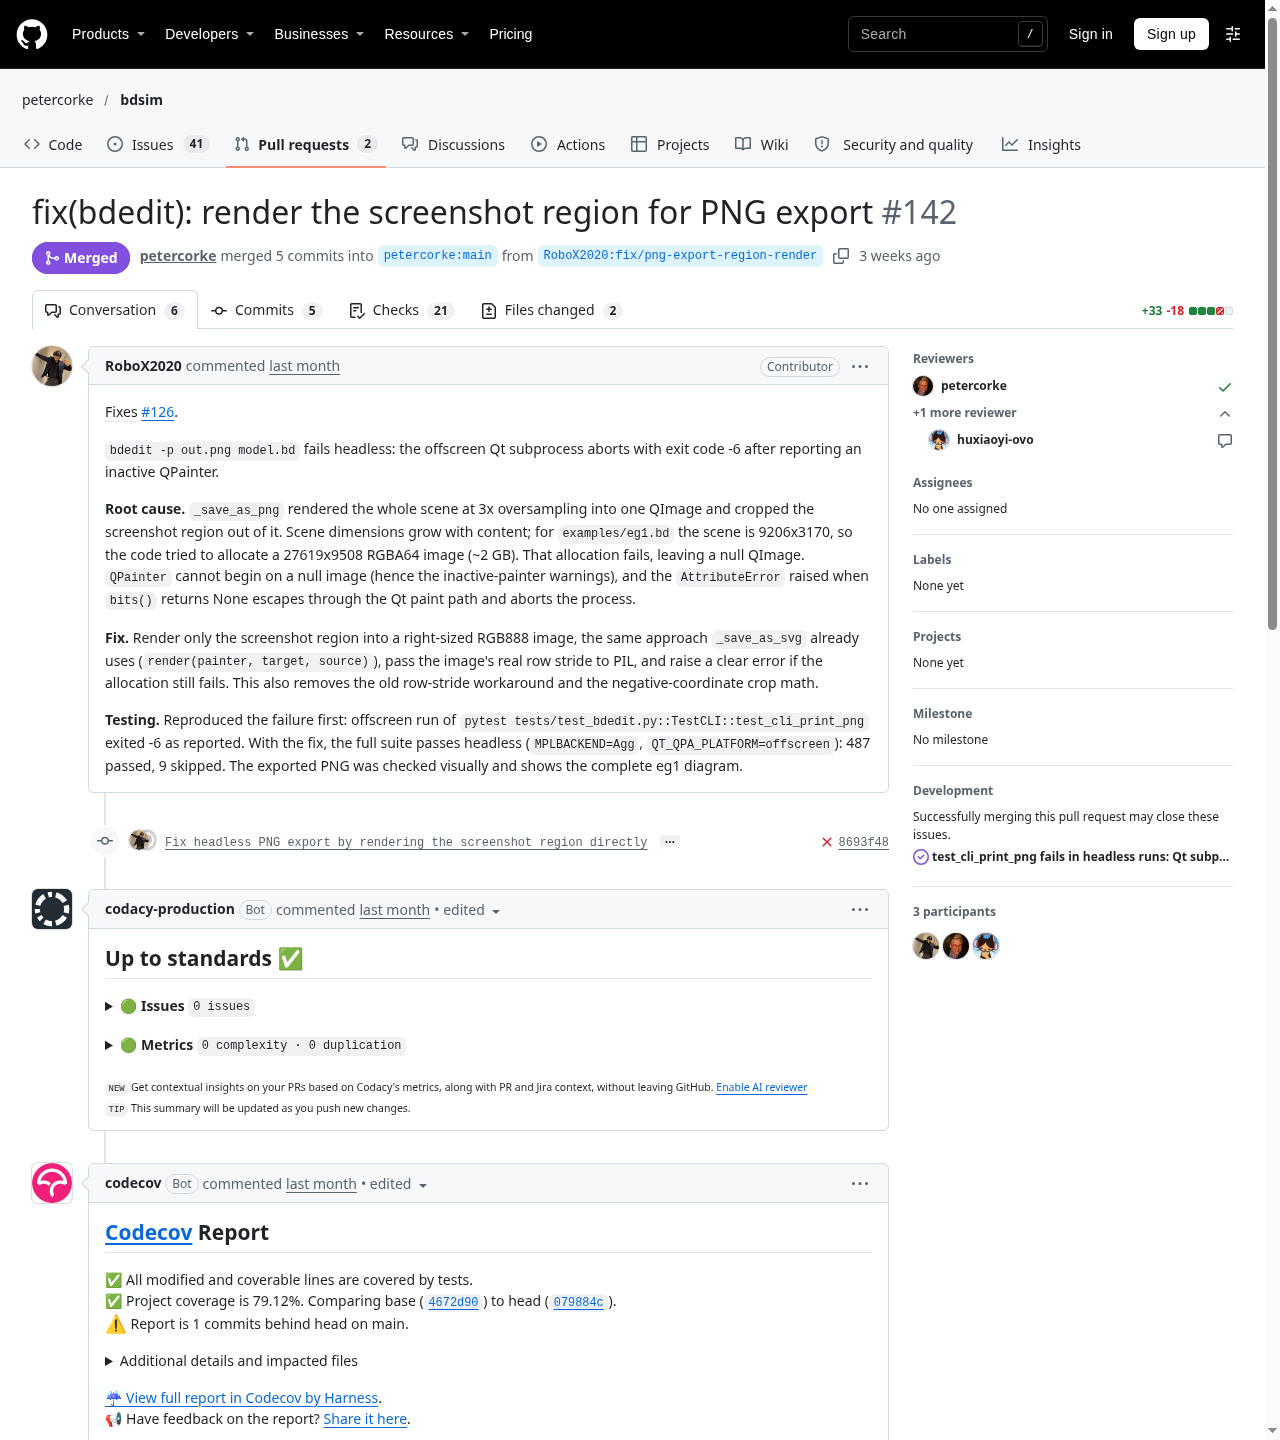 Products Developers Businesses Resources Pricing Search / Sign in Sign up
petercorke / bdsim
Code Issues 41 Pull requests 2 Discussions Actions Projects Wiki Security and quality Insights
fix(bdedit): render the screenshot region for PNG export #142
Merged petercorke merged 5 commits into petercorke:main from RoboX2020:fix/png-export-region-render 3 weeks ago
Conversation 6 Commits 5 Checks 21 Files changed 2 +33 -18
RoboX2020 commented last month Contributor
Fixes #126.
bdedit -p out.png model.bd fails headless: the offscreen Qt subprocess aborts with exit code -6 after reporting an
inactive QPainter.
Root cause. _save_as_png rendered the whole scene at 3x oversampling into one QImage and cropped the
screenshot region out of it. Scene dimensions grow with content; for examples/eg1.bd the scene is 9206x3170, so
the code tried to allocate a 27619x9508 RGBA64 image (~2 GB). That allocation fails, leaving a null QImage.
QPainter cannot begin on a null image (hence the inactive-painter warnings), and the AttributeError raised when
bits() returns None escapes through the Qt paint path and aborts the process.
Fix. Render only the screenshot region into a right-sized RGB888 image, the same approach _save_as_svg already
uses (render(painter, target, source)), pass the image's real row stride to PIL, and raise a clear error if the
allocation still fails. This also removes the old row-stride workaround and the negative-coordinate crop math.
Testing. Reproduced the failure first: offscreen run of pytest tests/test_bdedit.py::TestCLI::test_cli_print_png
exited -6 as reported. With the fix, the full suite passes headless (MPLBACKEND=Agg, QT_QPA_PLATFORM=offscreen): 487
passed, 9 skipped. The exported PNG was checked visually and shows the complete eg1 diagram.
Fix headless PNG export by rendering the screenshot region directly ... 8693f48
codacy-production Bot commented last month • edited
Up to standards ✅
Issues 0 issues
Metrics 0 complexity · 0 duplication
NEW Get contextual insights on your PRs based on Codacy's metrics, along with PR and Jira context, without leaving GitHub. Enable AI reviewer
TIP This summary will be updated as you push new changes.
codecov Bot commented last month • edited
Codecov Report
✅ All modified and coverable lines are covered by tests.
✅ Project coverage is 79.12%. Comparing base (4672d90) to head (079884c).
⚠️ Report is 1 commits behind head on main.
Additional details and impacted files
☔ View full report in Codecov by Harness.
📢 Have feedback on the report? Share it here.
Reviewers
petercorke
+1 more reviewer
huxiaoyi-ovo
Assignees
No one assigned
Labels
None yet
Projects
None yet
Milestone
No milestone
Development
Successfully merging this pull request may close these
issues.
test_cli_print_png fails in headless runs: Qt subp...
3 participants